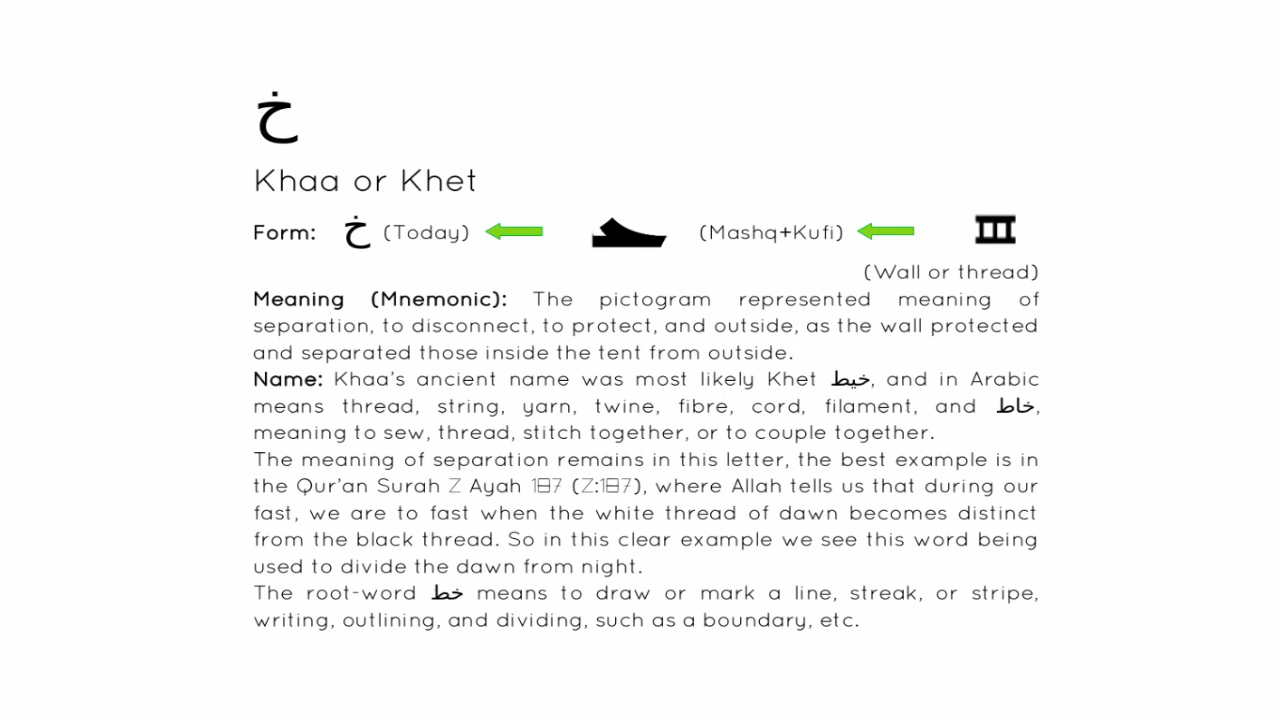 خ
Khaa or Khet
Form: خ (Today) (Mashq+Kufi)
(Wall or thread)
Meaning (Mnemonic): The pictogram represented meaning of
separation, to disconnect, to protect, and outside, as the wall protected
and separated those inside the tent from outside.
Name: Khaa's ancient name was most likely Khet خيط, and in Arabic
means thread, string, yarn, twine, fibre, cord, filament, and خاط,
meaning to sew, thread, stitch together, or to couple together.
The meaning of separation remains in this letter, the best example is in
the Qur'an Surah 2 Ayah 187 (2:187), where Allah tells us that during our
fast, we are to fast when the white thread of dawn becomes distinct
from the black thread. So in this clear example we see this word being
used to divide the dawn from night.
The root-word خط means to draw or mark a line, streak, or stripe,
writing, outlining, and dividing, such as a boundary, etc.